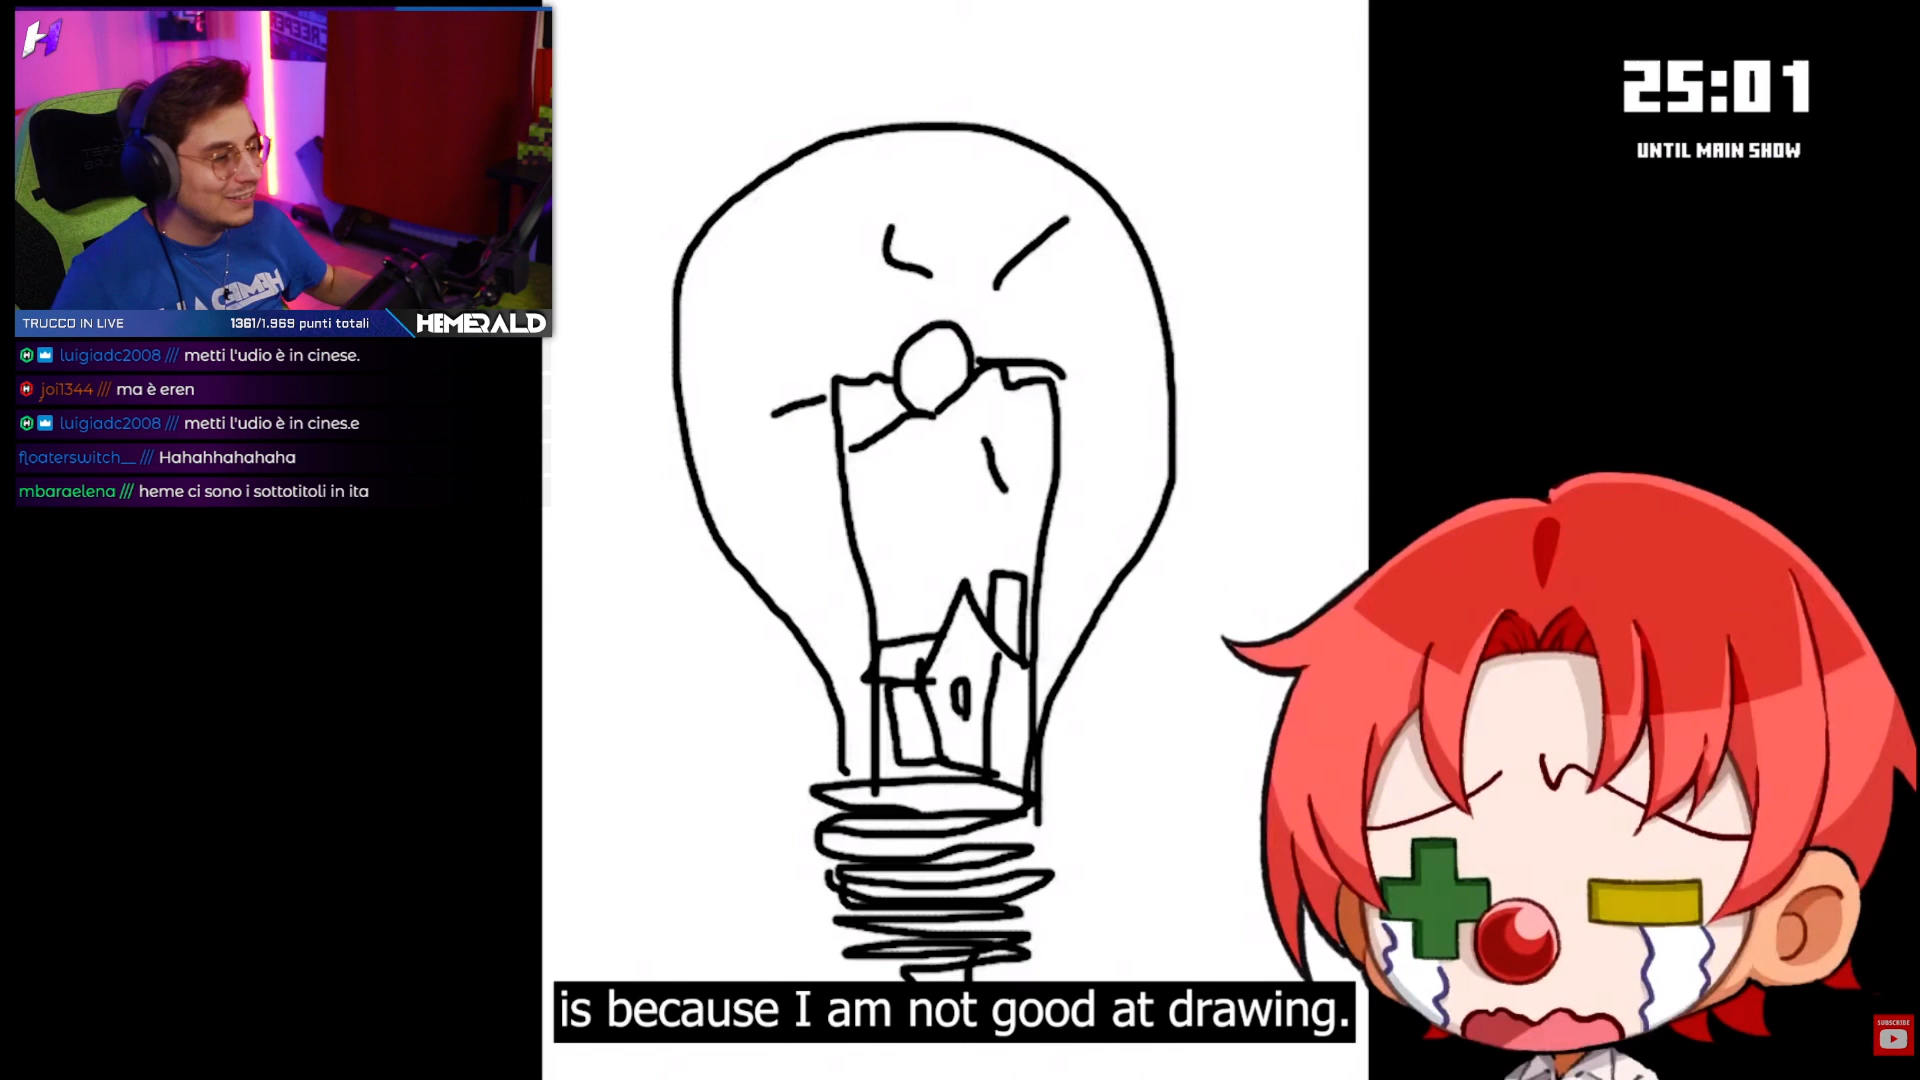 25:01
UNTIL MAIN SHOW
TRUCCO IN LIVE
1361/1.969 punti totali
HEMERALD
luigiadc2008 /// metti l'udio è in cinese.
joi1344 /// ma è eren
luigiadc2008 /// metti l'udio è in cines.e
floaterswitch__ /// Hahahhahahaha
mbaraelena /// heme ci sono i sottotitoli in ita
is because I am not good at drawing.
SUBSCRIBE